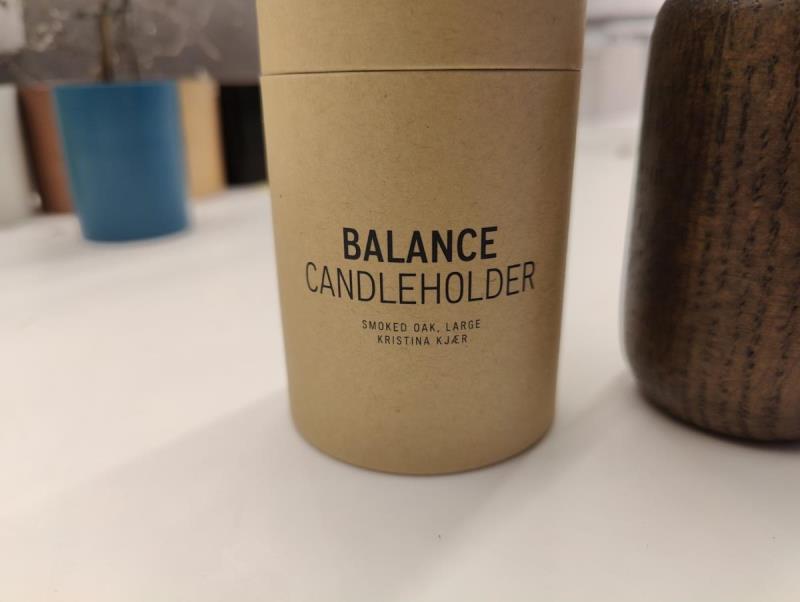 BALANCE
CANDLEHOLDER
SMOKED OAK, LARGE
KRISTINA KJÆR